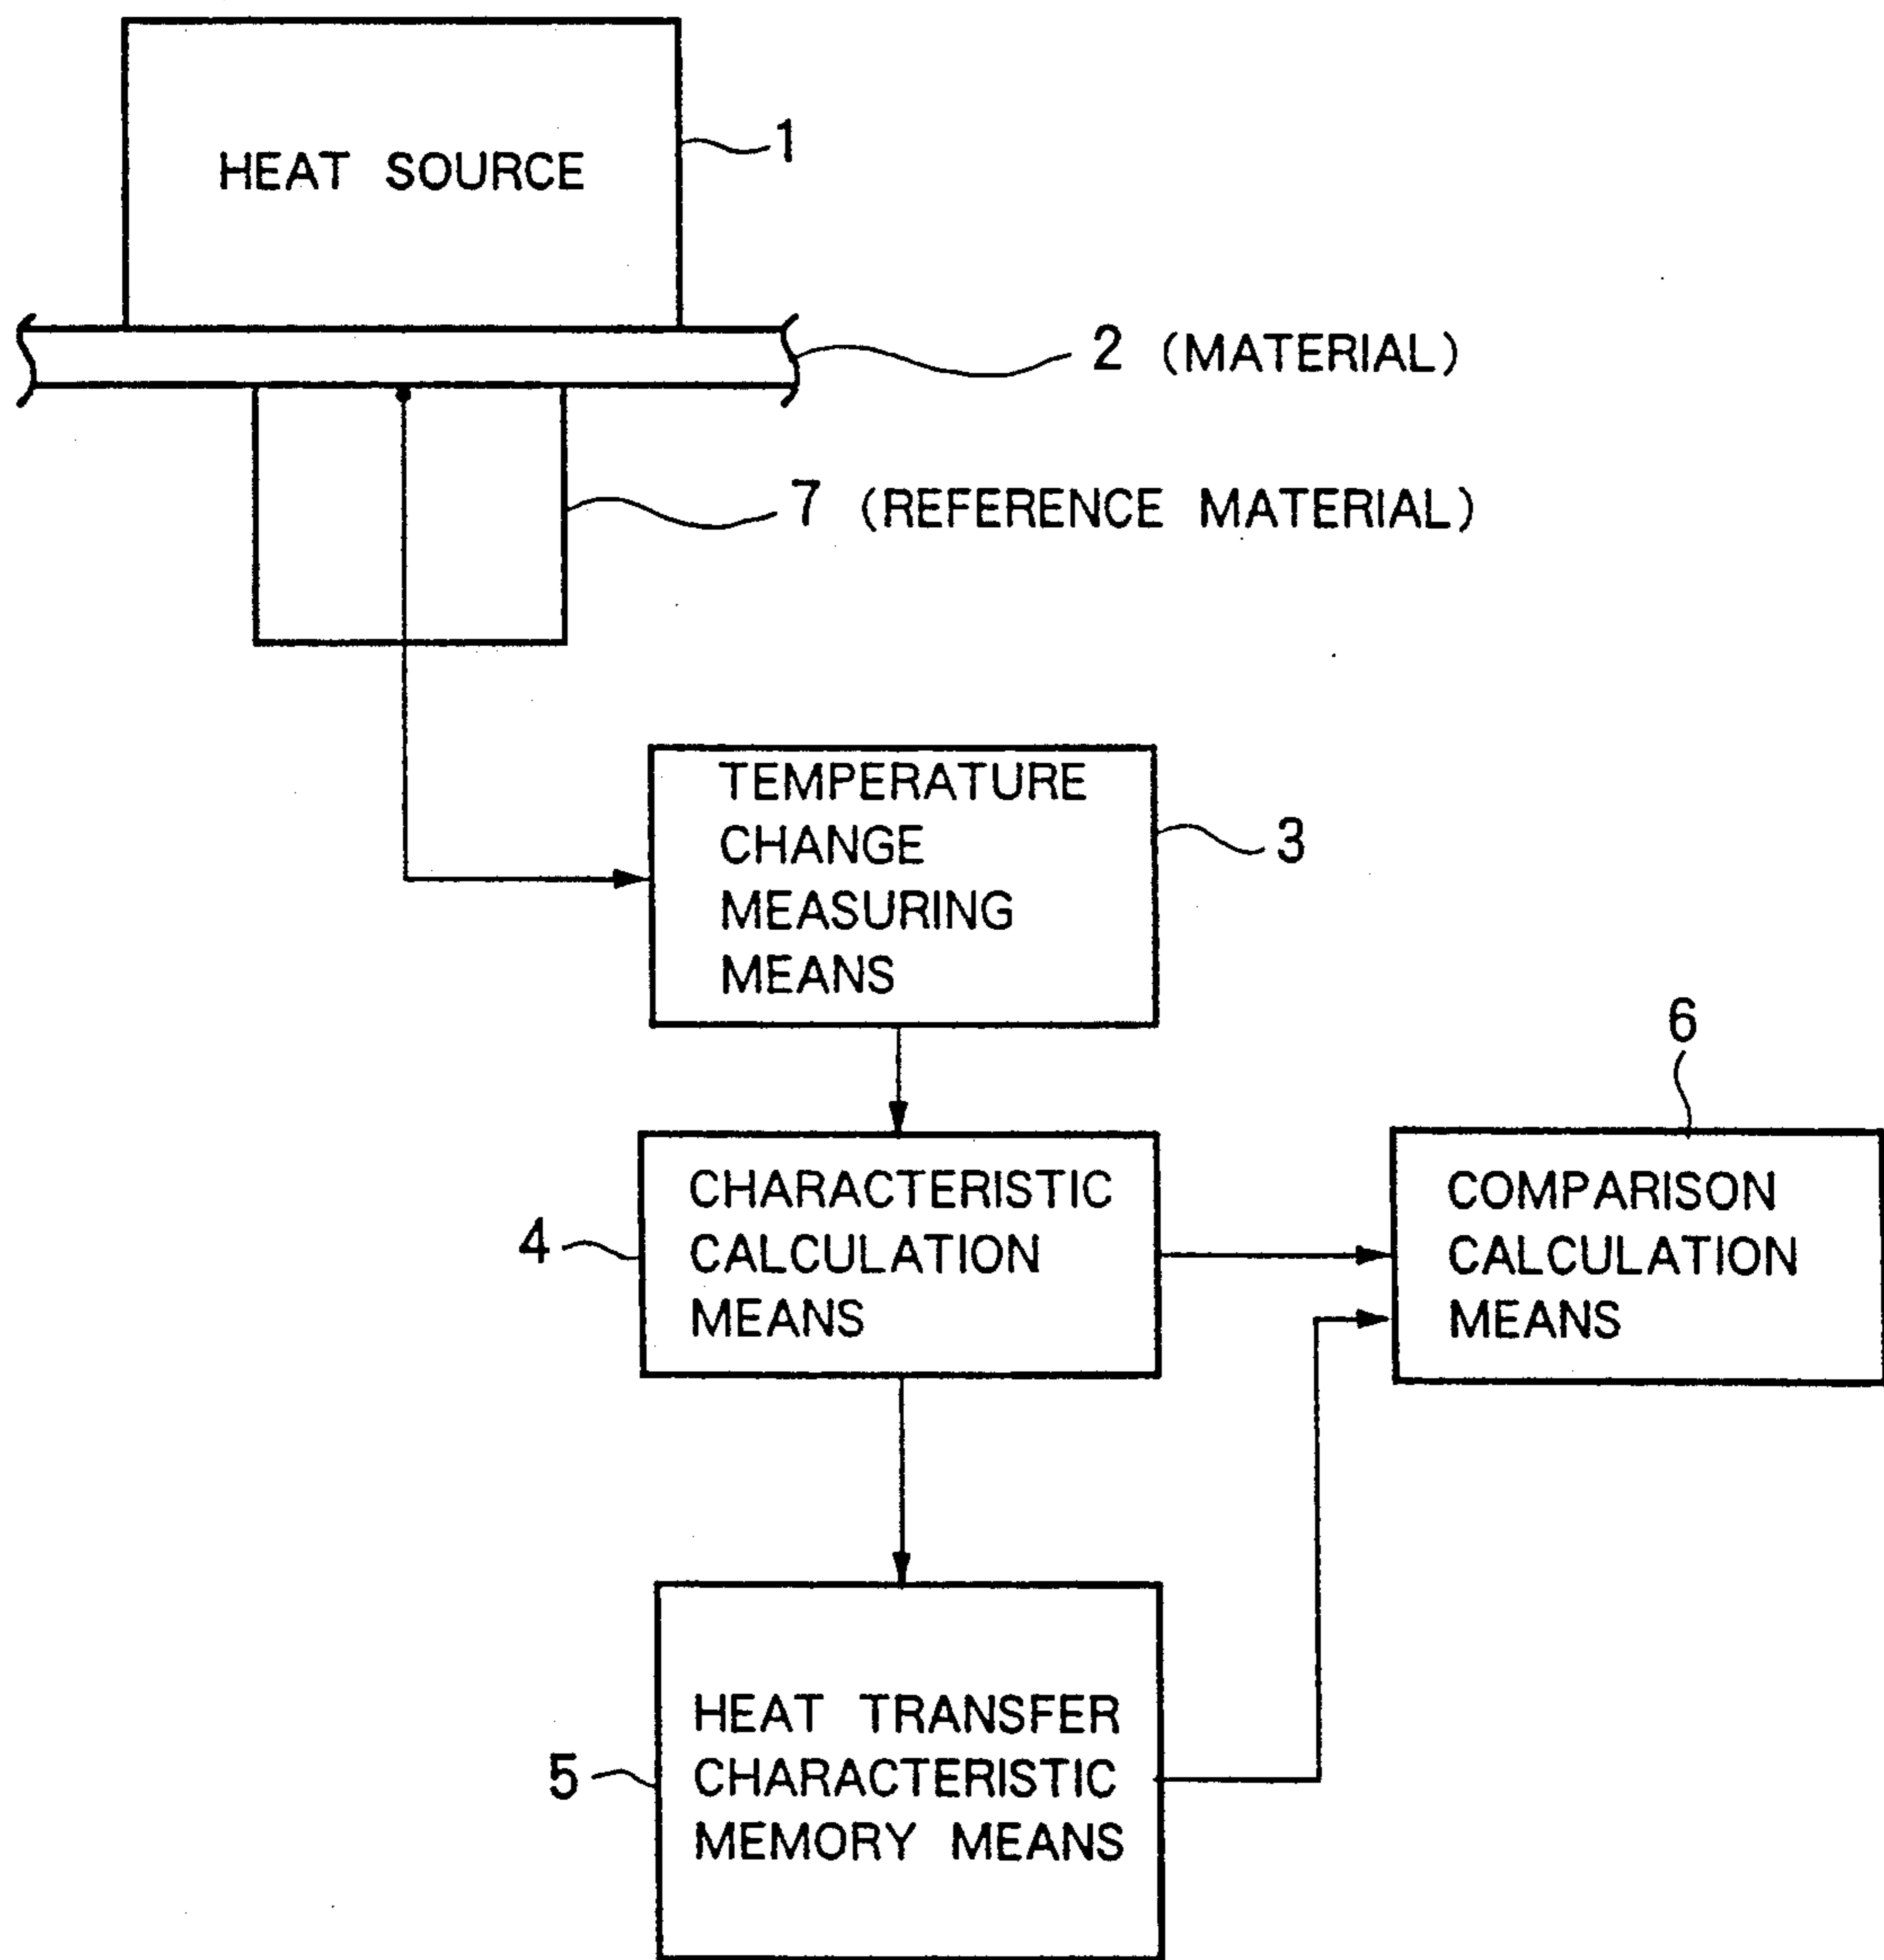 HEAT SOURCE
1
2 (MATERIAL)
7 (REFERENCE MATERIAL)
TEMPERATURE
CHANGE
MEASURING
MEANS
3
6
CHARACTERISTIC
CALCULATION
MEANS
4
COMPARISON
CALCULATION
MEANS
HEAT TRANSFER
CHARACTERISTIC
MEMORY MEANS
5